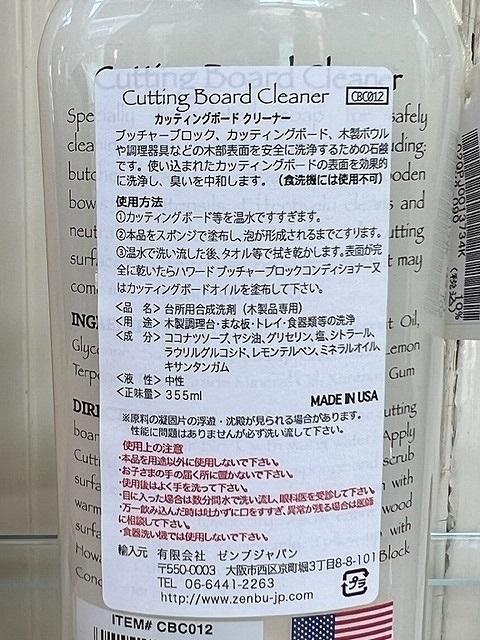 Cutting Board Cleaner CBC012
カッティングボード クリーナー
ブッチャーブロック、カッティングボード、木製ボウル
や調理器具などの木部表面を安全に洗浄するための石鹸
です。使い込まれたカッティングボードの表面を効果的
に洗浄し、臭いを中和します。(食洗機には使用不可)
使用方法
①カッティングボード等を温水ですすぎます。
②本品をスポンジで塗布し、泡が形成されるまでこすります。
③温水で洗い流した後、タオル等で拭き乾かします。表面が完
全に乾いたらハワード ブッチャーブロックコンディショナー又
はカッティングボードオイルを塗布して下さい。
<品 名> 台所用合成洗剤(木製品専用)
<用 途> 木製調理台・まな板・トレイ・食器類等の洗浄
<成 分> ココナッツソープ、ヤシ油、グリセリン、塩、シトラール、
ラウリルグルコシド、レモンテルペン、ミネラルオイル、
キサンタンガム
<液 性> 中性
<正味量> 355ml
MADE IN USA
※原料の凝固片の浮遊・沈殿が見られる場合があります。
性能に問題はありませんが必ず洗い流して下さい。
使用上の注意
・本品を用途以外に使用しないで下さい。
・お子さまの手の届く所に置かないで下さい。
・使用後はよく手を洗って下さい。
・目に入った場合は数分間水で洗い流し、眼科医を受診して下さい。
・万一飲み込んだ時は吐かずに口をすすぎ、異常が残る場合は医師
に相談して下さい。
・食器洗い機では使用しないで下さい。
輸入元 有限会社 ゼンブジャパン
〒550-0003 大阪市西区京町堀3丁目8-8-101
TEL 06-6441-2263
http://www.zenbu-jp.com
プラ
ITEM# CBC012